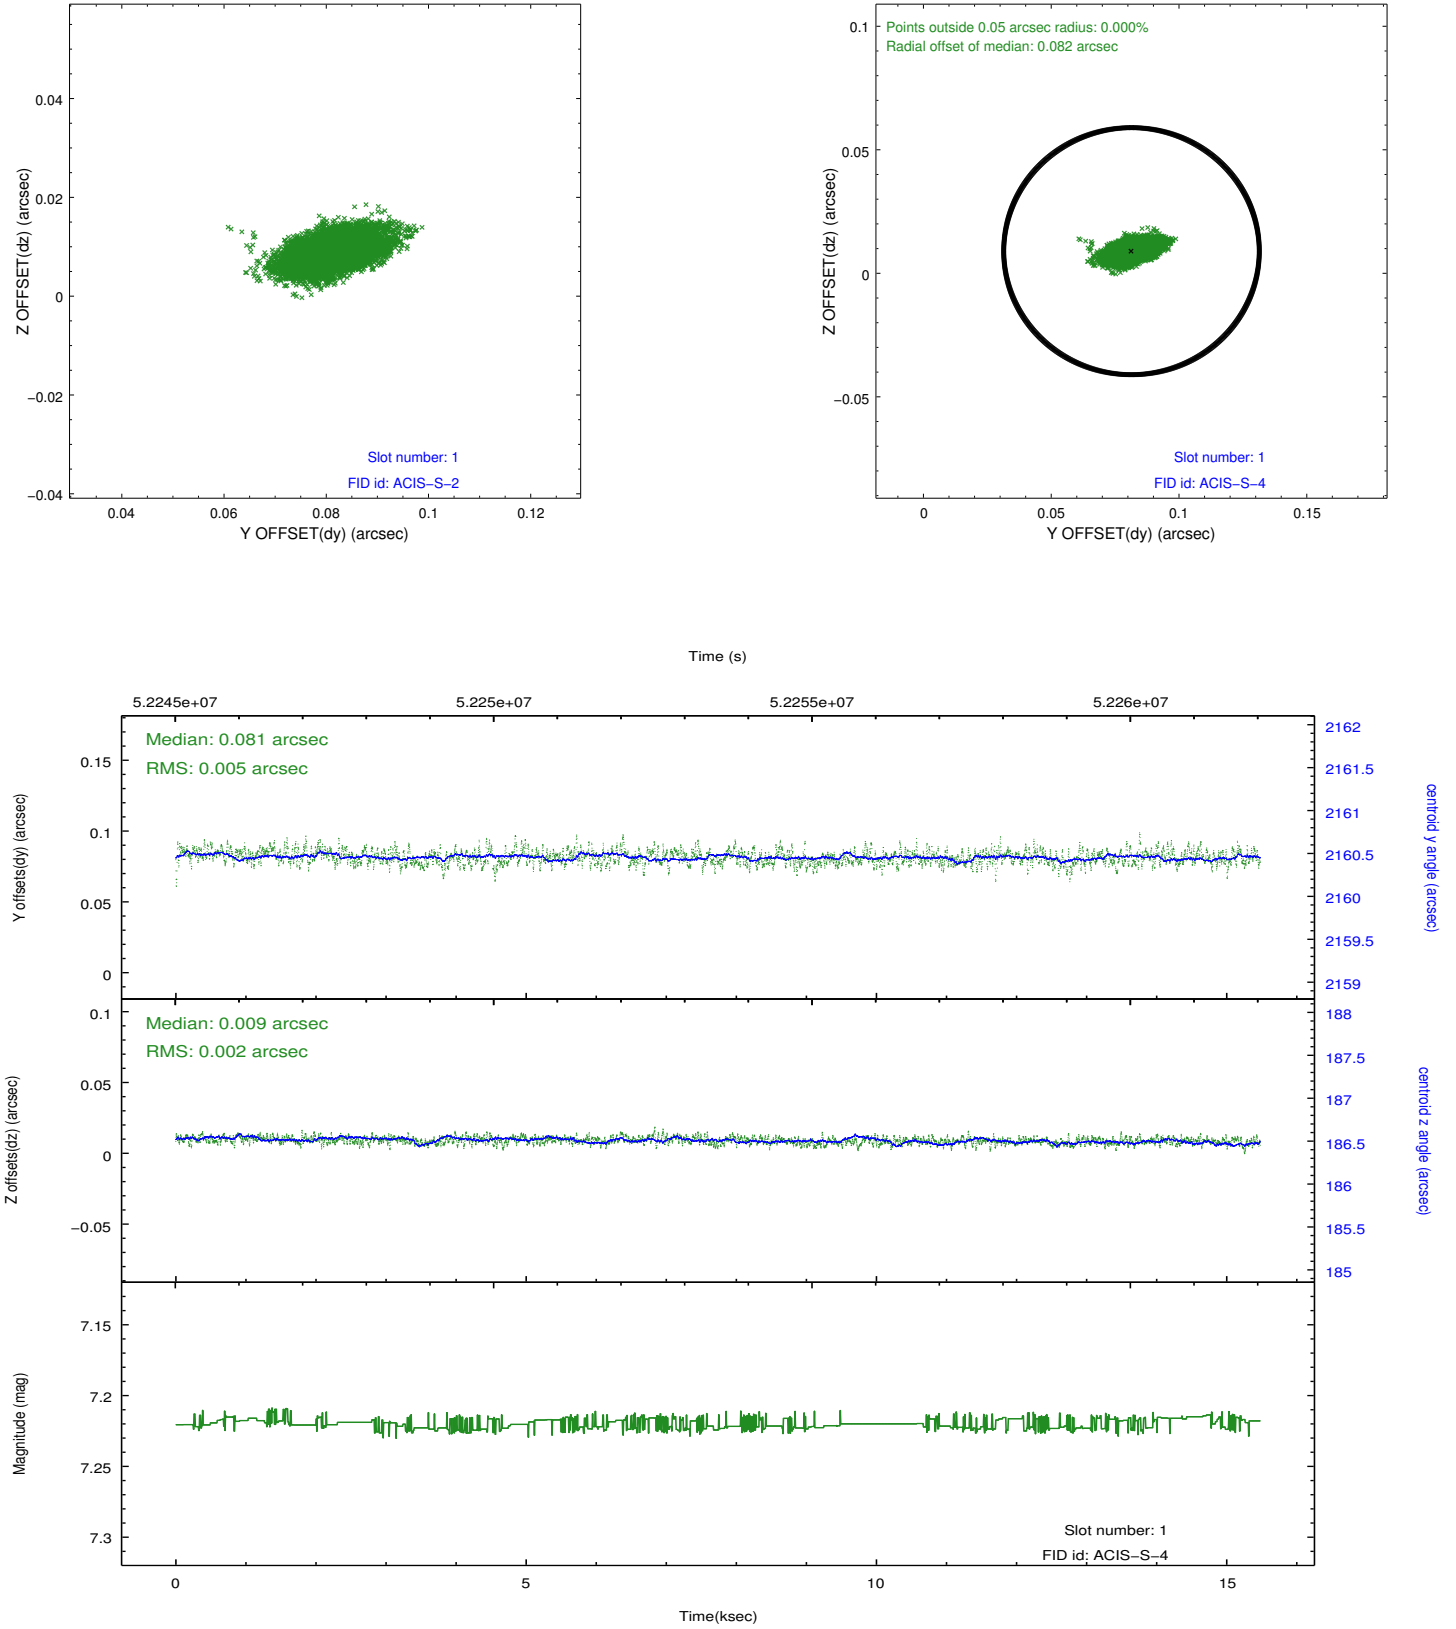 0.04
0.02
0
−0.02
−0.04
Z OFFSET(dz) (arcsec)
Slot number: 1
FID id: ACIS−S−2
0.04 0.06 0.08 0.1 0.12
Y OFFSET(dy) (arcsec)
Points outside 0.05 arcsec radius: 0.000%
Radial offset of median: 0.082 arcsec
0.1
0.05
0
−0.05
Z OFFSET(dz) (arcsec)
Slot number: 1
FID id: ACIS−S−4
0 0.05 0.1 0.15
Y OFFSET(dy) (arcsec)
Time (s)
5.2245e+07 5.225e+07 5.2255e+07 5.226e+07
Median: 0.081 arcsec
RMS: 0.005 arcsec
0.15
0.1
0.05
0
Y offsets(dy) (arcsec)
2162
2161.5
2161
2160.5
2160
2159.5
2159
centroid y angle (arcsec)
Median: 0.009 arcsec
RMS: 0.002 arcsec
0.1
0.05
0
−0.05
Z offsets(dz) (arcsec)
188
187.5
187
186.5
186
185.5
185
centroid z angle (arcsec)
7.15
7.2
7.25
7.3
Magnitude (mag)
Slot number: 1
FID id: ACIS−S−4
0 5 10 15
Time(ksec)